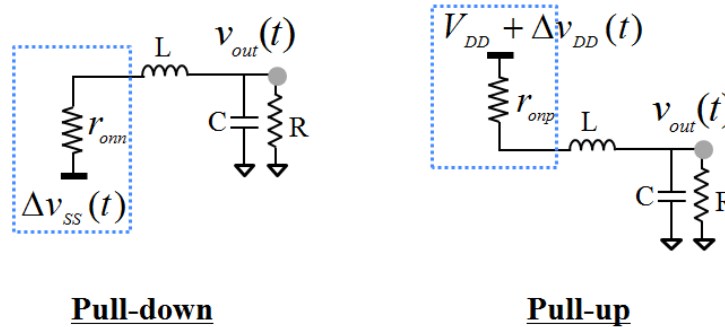 L
v_out(t)
r_onn
C
R
Δv_SS(t)
Pull-down
V_DD + Δv_DD(t)
r_onp
L
v_out(t)
C
R
Pull-up